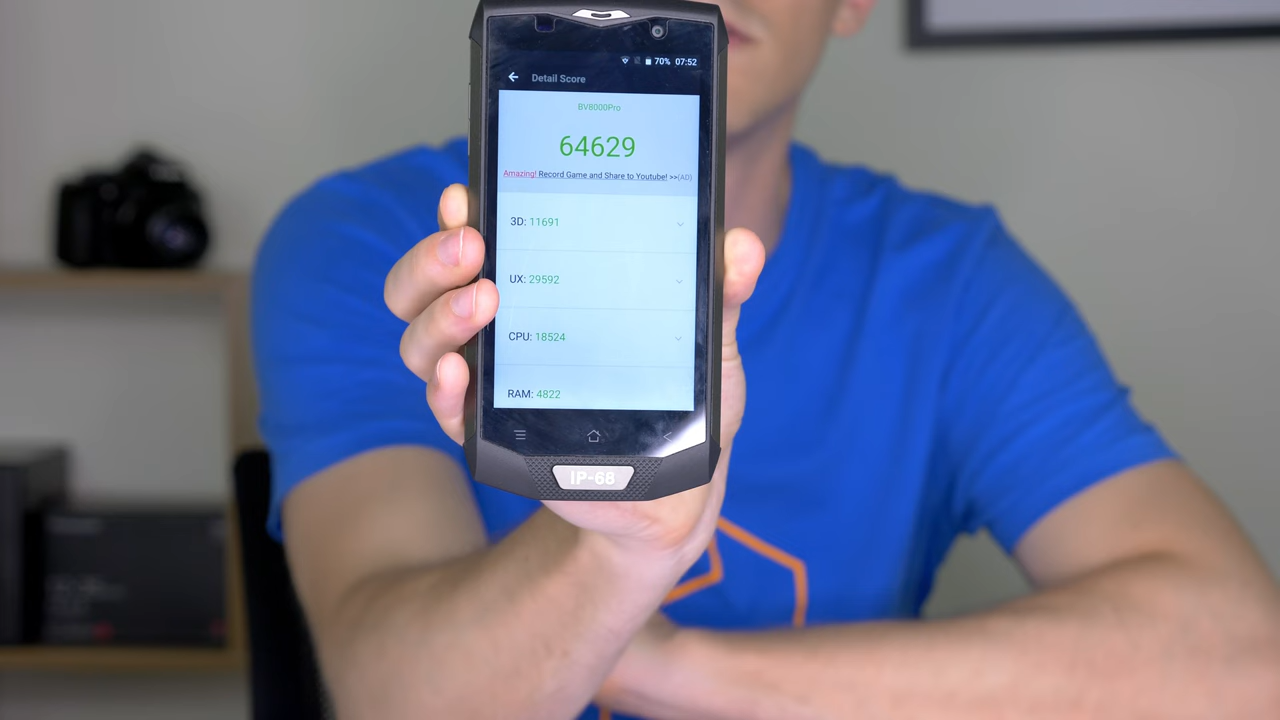 70% 07:52
Detail Score
BV8000Pro
64629
Amazing! Record Game and Share to Youtube! >>(AD)
3D: 11691
UX: 29592
CPU: 18524
RAM: 4822
IP-68